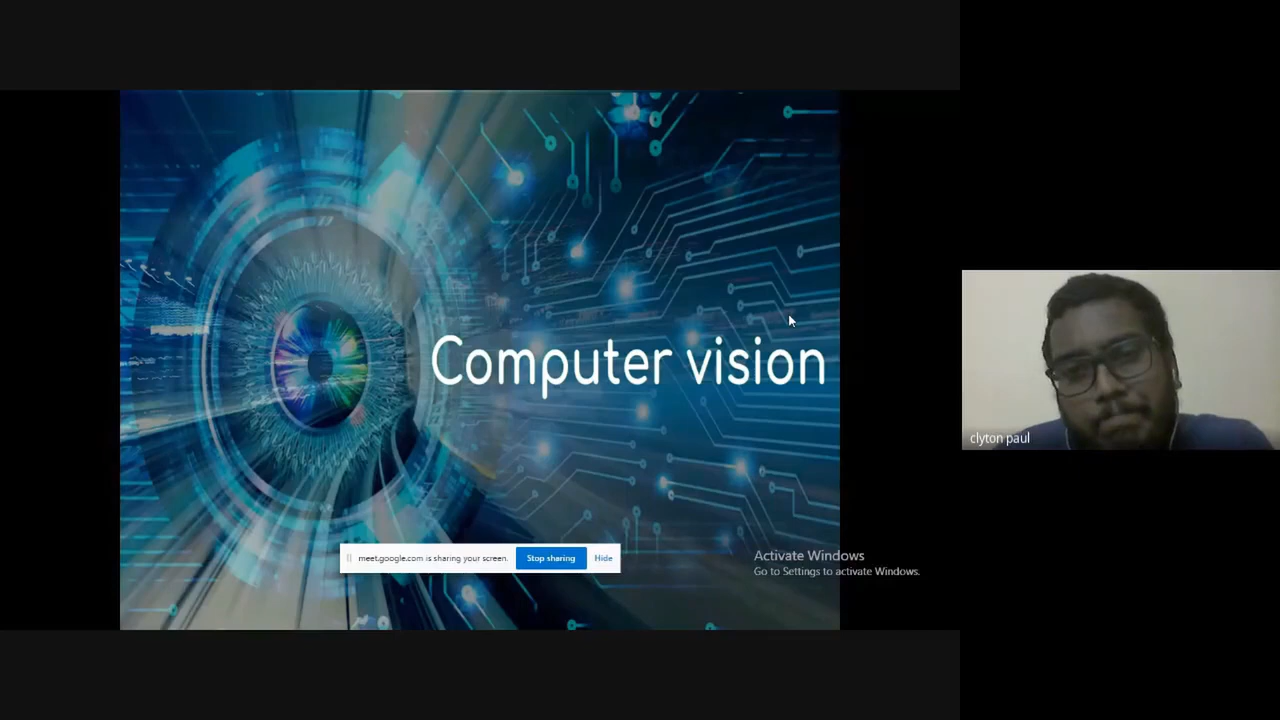 Computer vision
meet.google.com is sharing your screen.
Stop sharing
Hide
Activate Windows
Go to Settings to activate Windows.
clyton paul